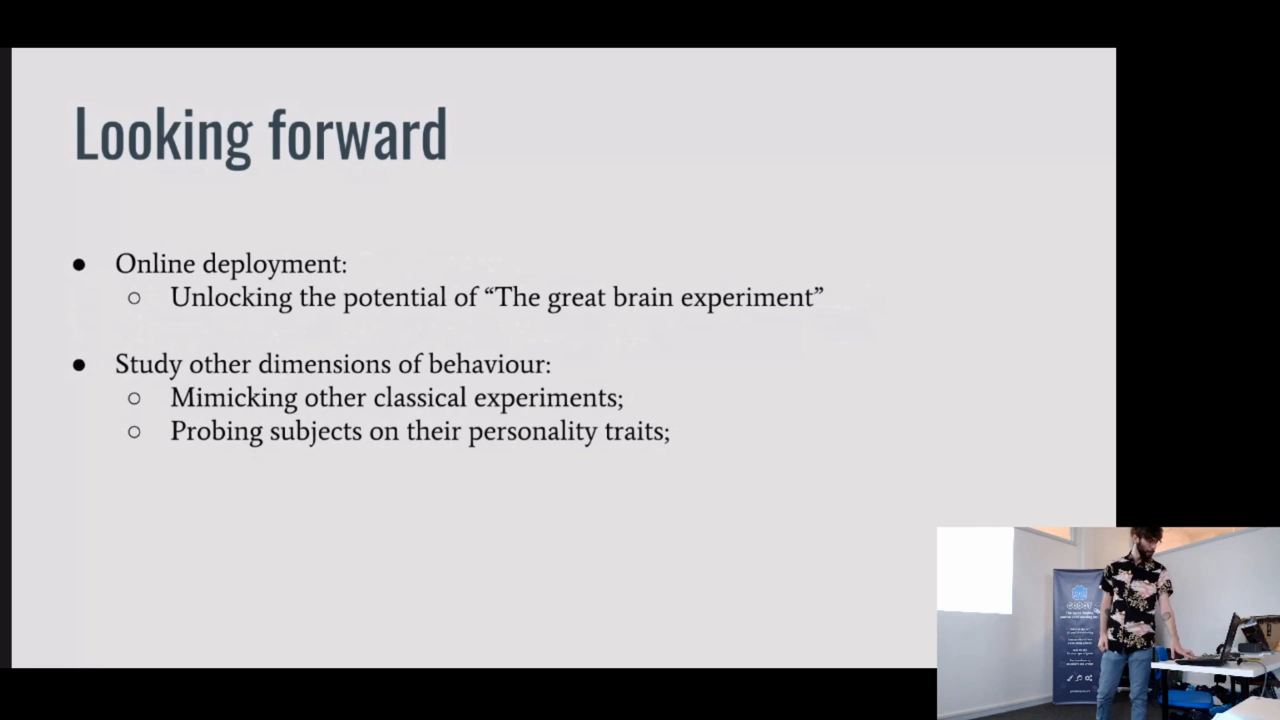 Looking forward
● Online deployment:
○ Unlocking the potential of “The great brain experiment”
● Study other dimensions of behaviour:
○ Mimicking other classical experiments;
○ Probing subjects on their personality traits;
GODOT